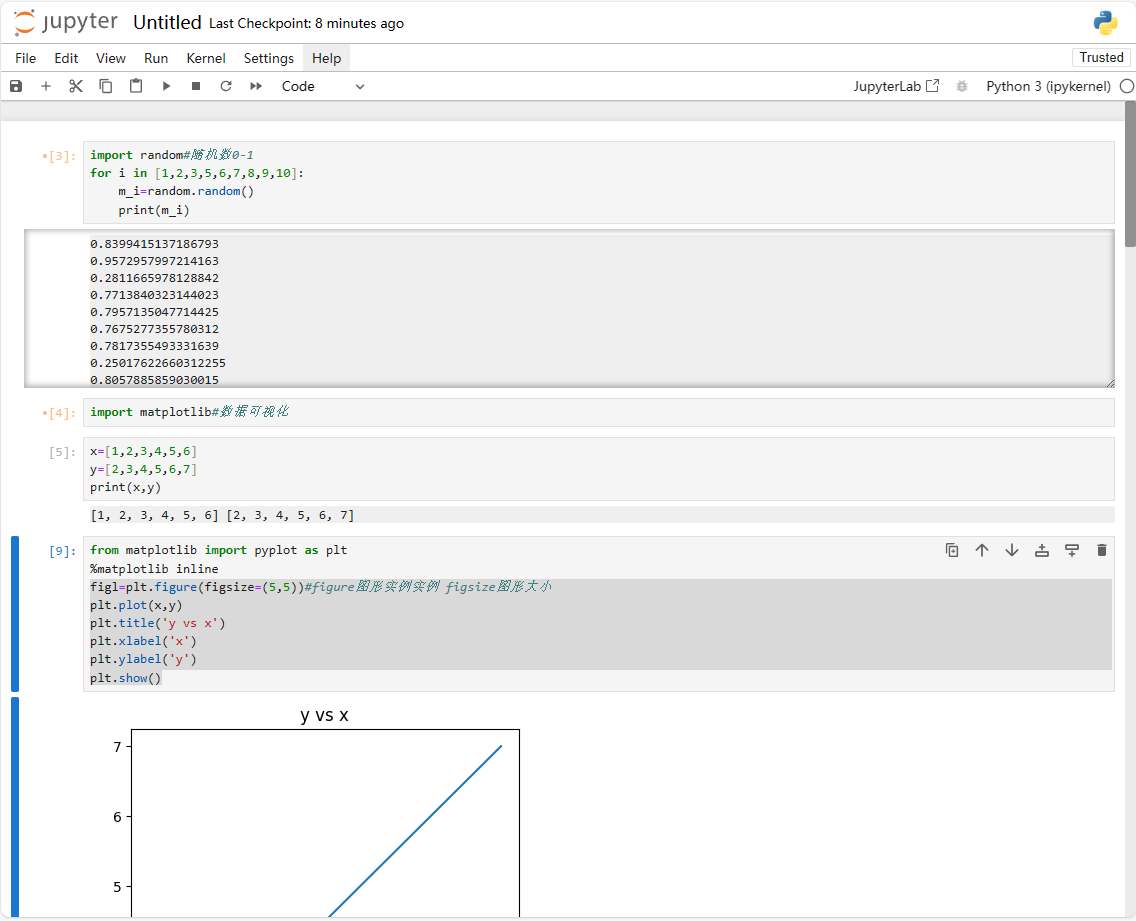 jupyter Untitled Last Checkpoint: 8 minutes ago
File Edit View Run Kernel Settings Help Trusted
Code JupyterLab Python 3 (ipykernel)
•[3]: import random#随机数0-1
for i in [1,2,3,5,6,7,8,9,10]:
    m_i=random.random()
    print(m_i)
0.8399415137186793
0.9572957997214163
0.2811665978128842
0.7713840323144023
0.7957135047714425
0.7675277355780312
0.7817355493331639
0.25017622660312255
0.8057885859030015
•[4]: import matplotlib#数据可视化
[5]: x=[1,2,3,4,5,6]
y=[2,3,4,5,6,7]
print(x,y)
[1, 2, 3, 4, 5, 6] [2, 3, 4, 5, 6, 7]
[9]: from matplotlib import pyplot as plt
%matplotlib inline
figl=plt.figure(figsize=(5,5))#figure图形实例实例 figsize图形大小
plt.plot(x,y)
plt.title('y vs x')
plt.xlabel('x')
plt.ylabel('y')
plt.show()
y vs x
7
6
5